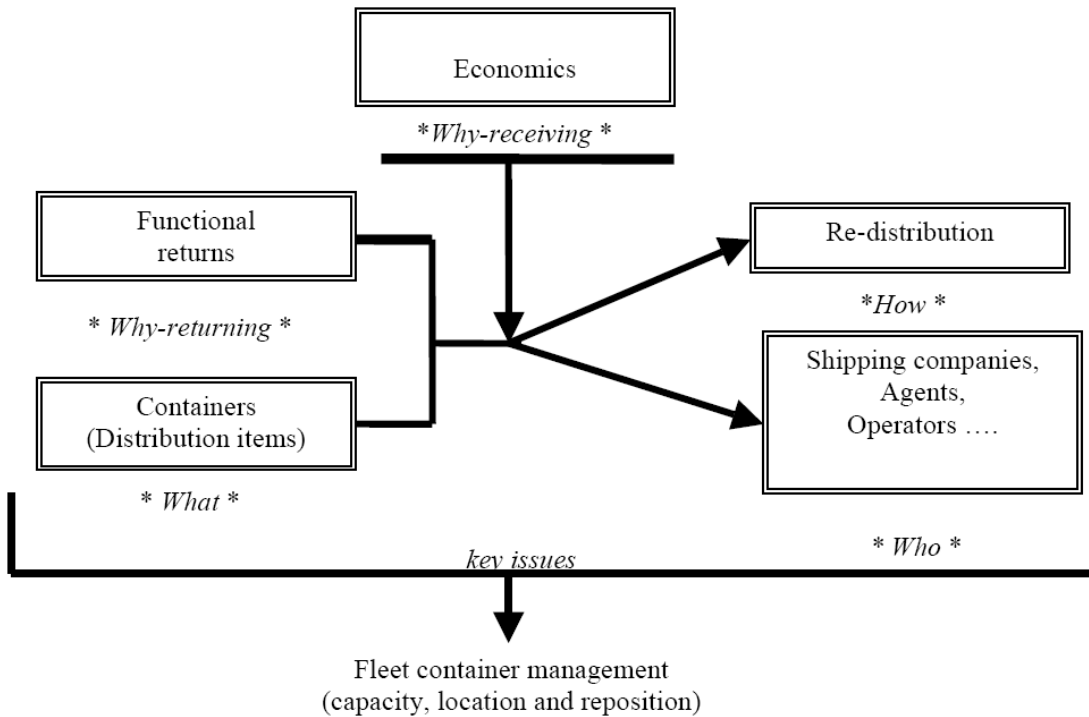 Economics
*Why-receiving *
Functional
returns
* Why-returning *
Containers
(Distribution items)
* What *
Re-distribution
*How *
Shipping companies,
Agents,
Operators ….
* Who *
key issues
Fleet container management
(capacity, location and reposition)